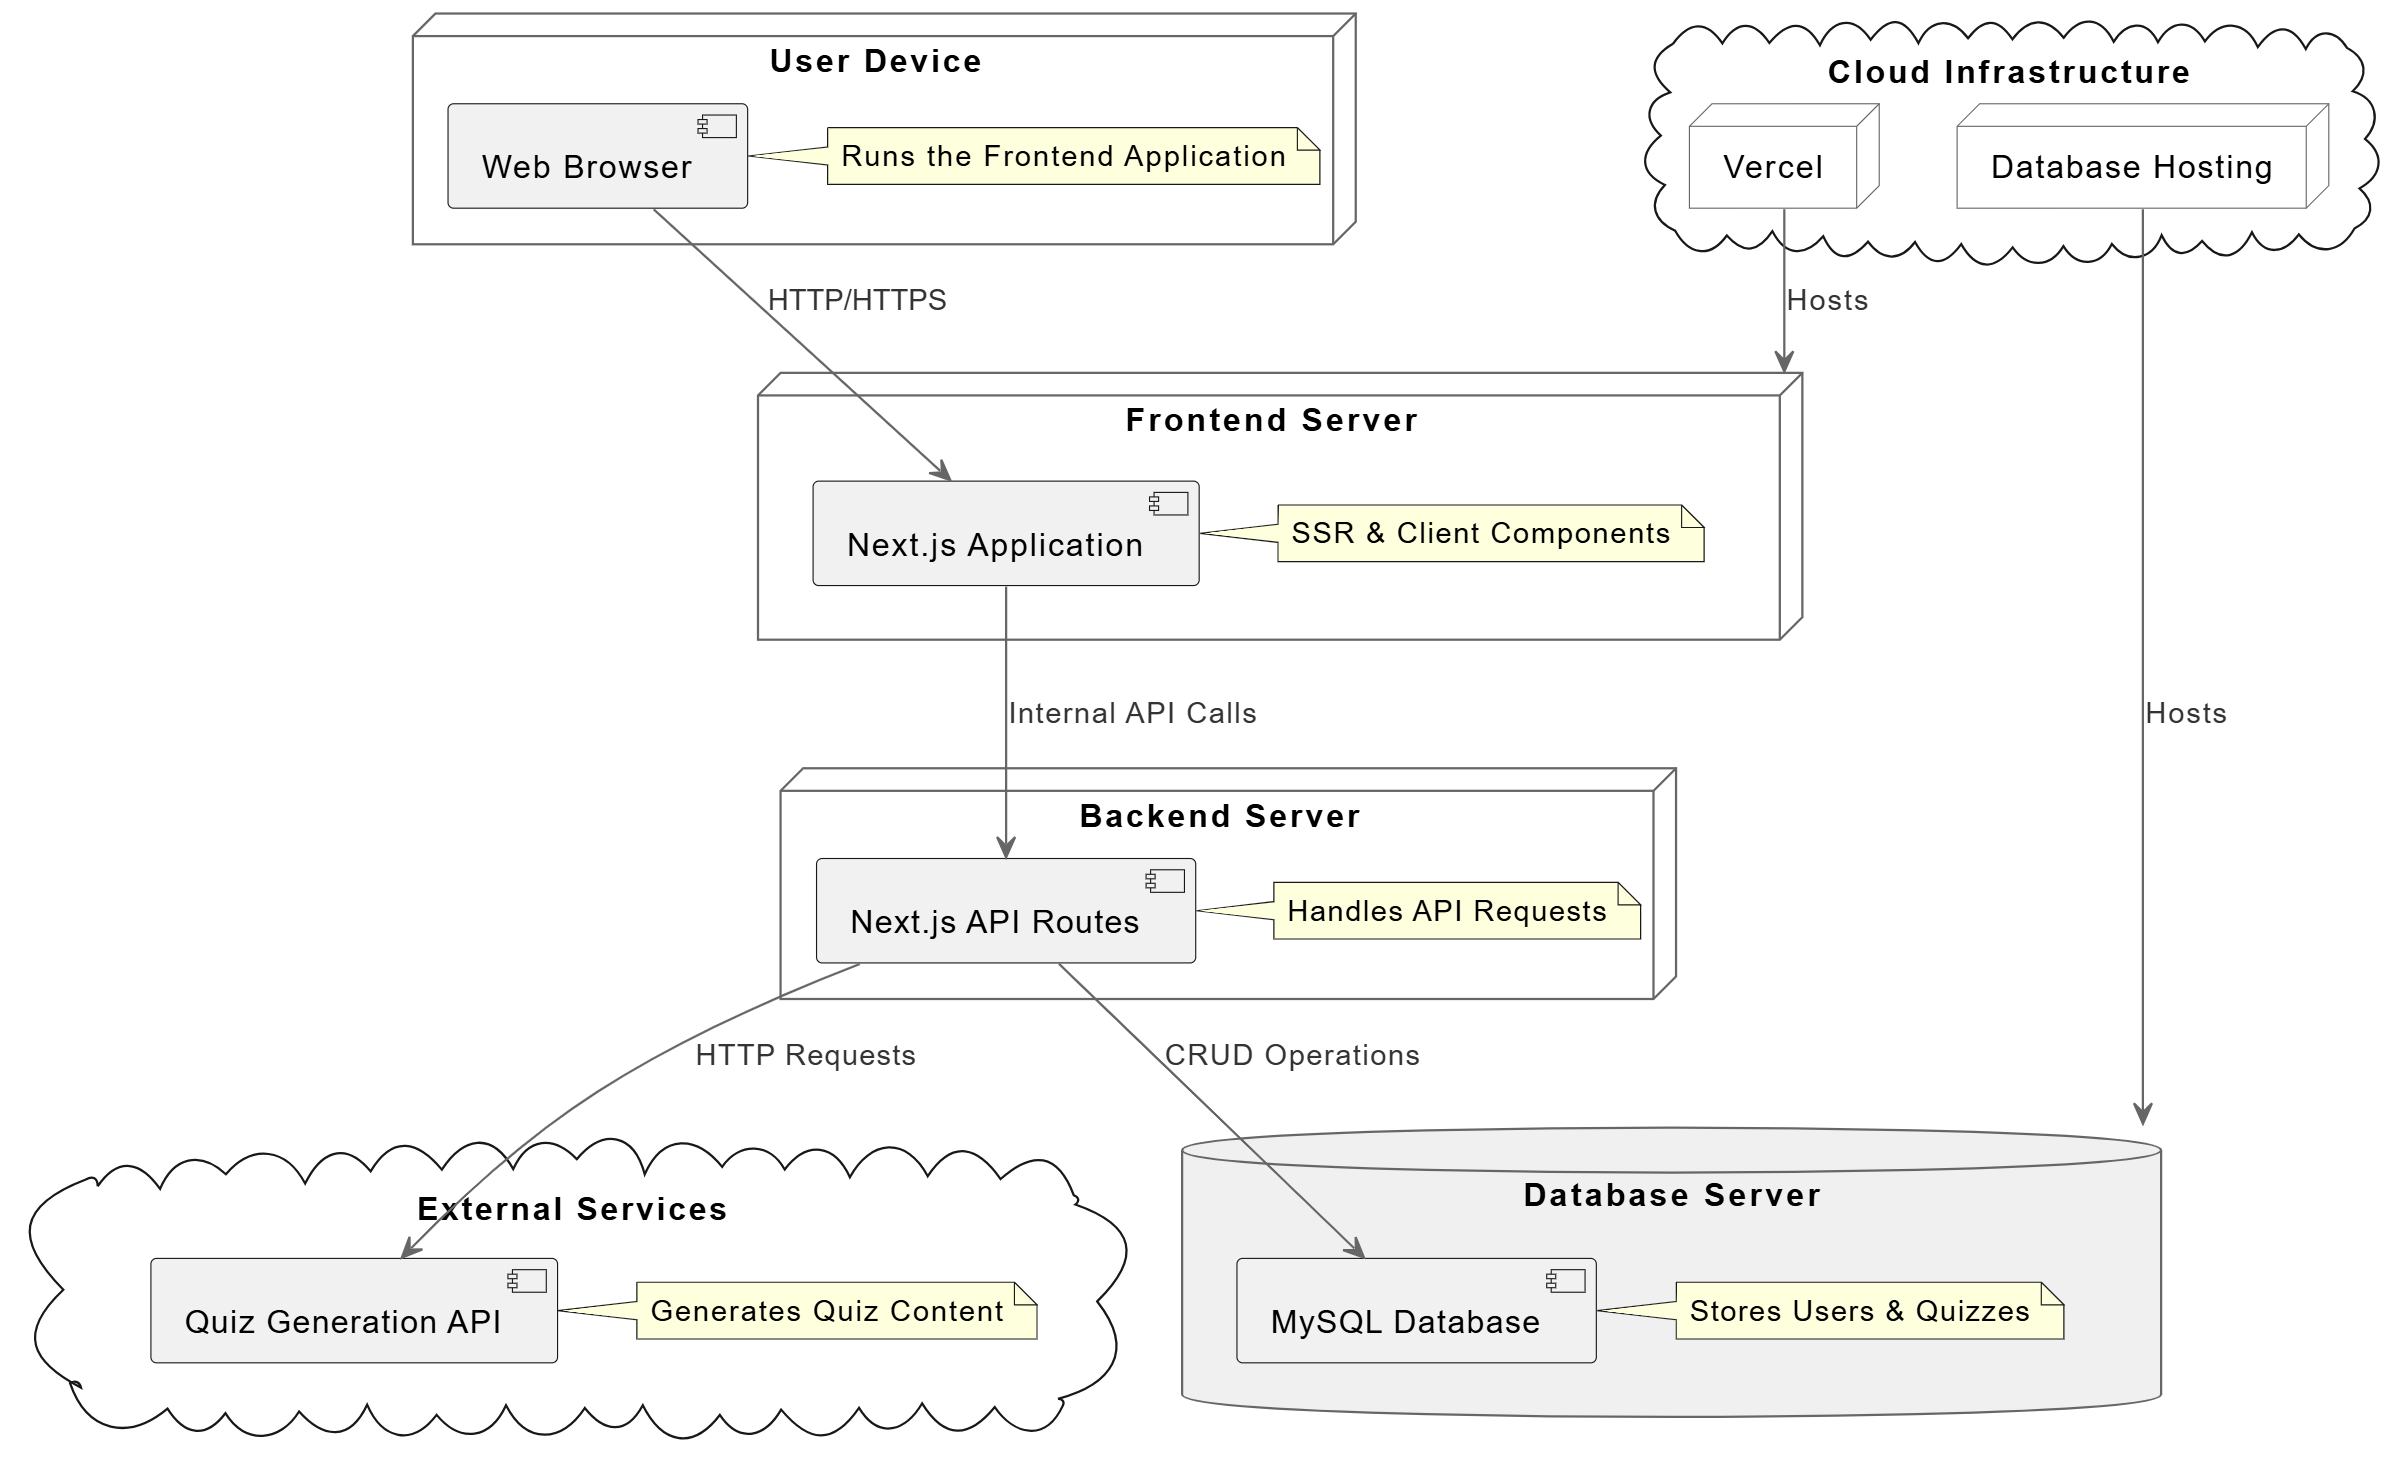 User Device
Web Browser
Runs the Frontend Application
Cloud Infrastructure
Vercel
Database Hosting
HTTP/HTTPS
Hosts
Frontend Server
Next.js Application
SSR & Client Components
Internal API Calls
Hosts
Backend Server
Next.js API Routes
Handles API Requests
HTTP Requests
CRUD Operations
External Services
Quiz Generation API
Generates Quiz Content
Database Server
MySQL Database
Stores Users & Quizzes